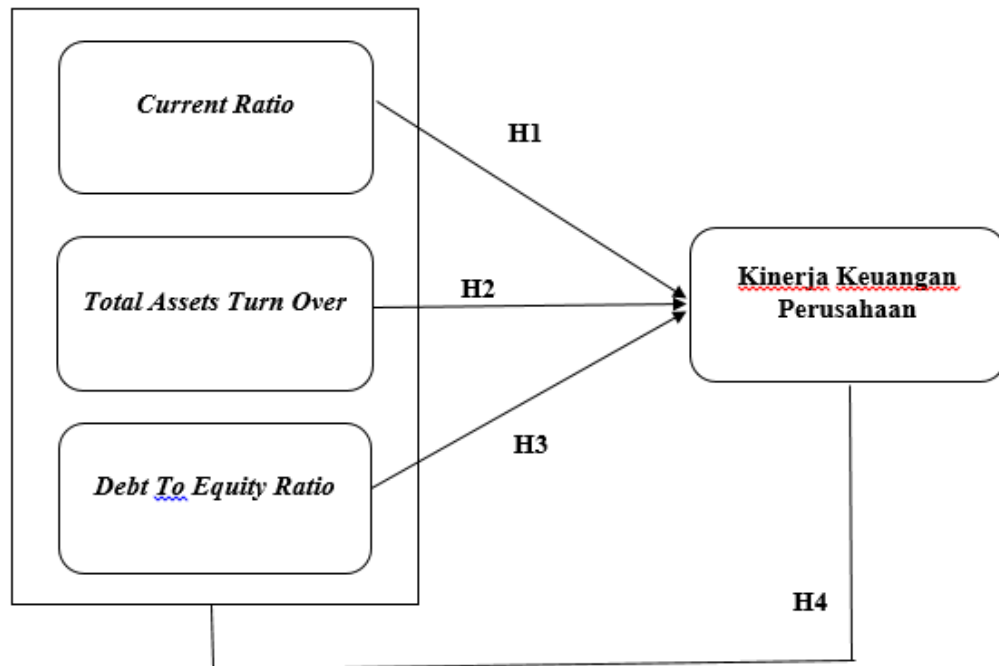 Current Ratio
H1
Total Assets Turn Over
H2
Kinerja Keuangan
Perusahaan
Debt To Equity Ratio
H3
H4